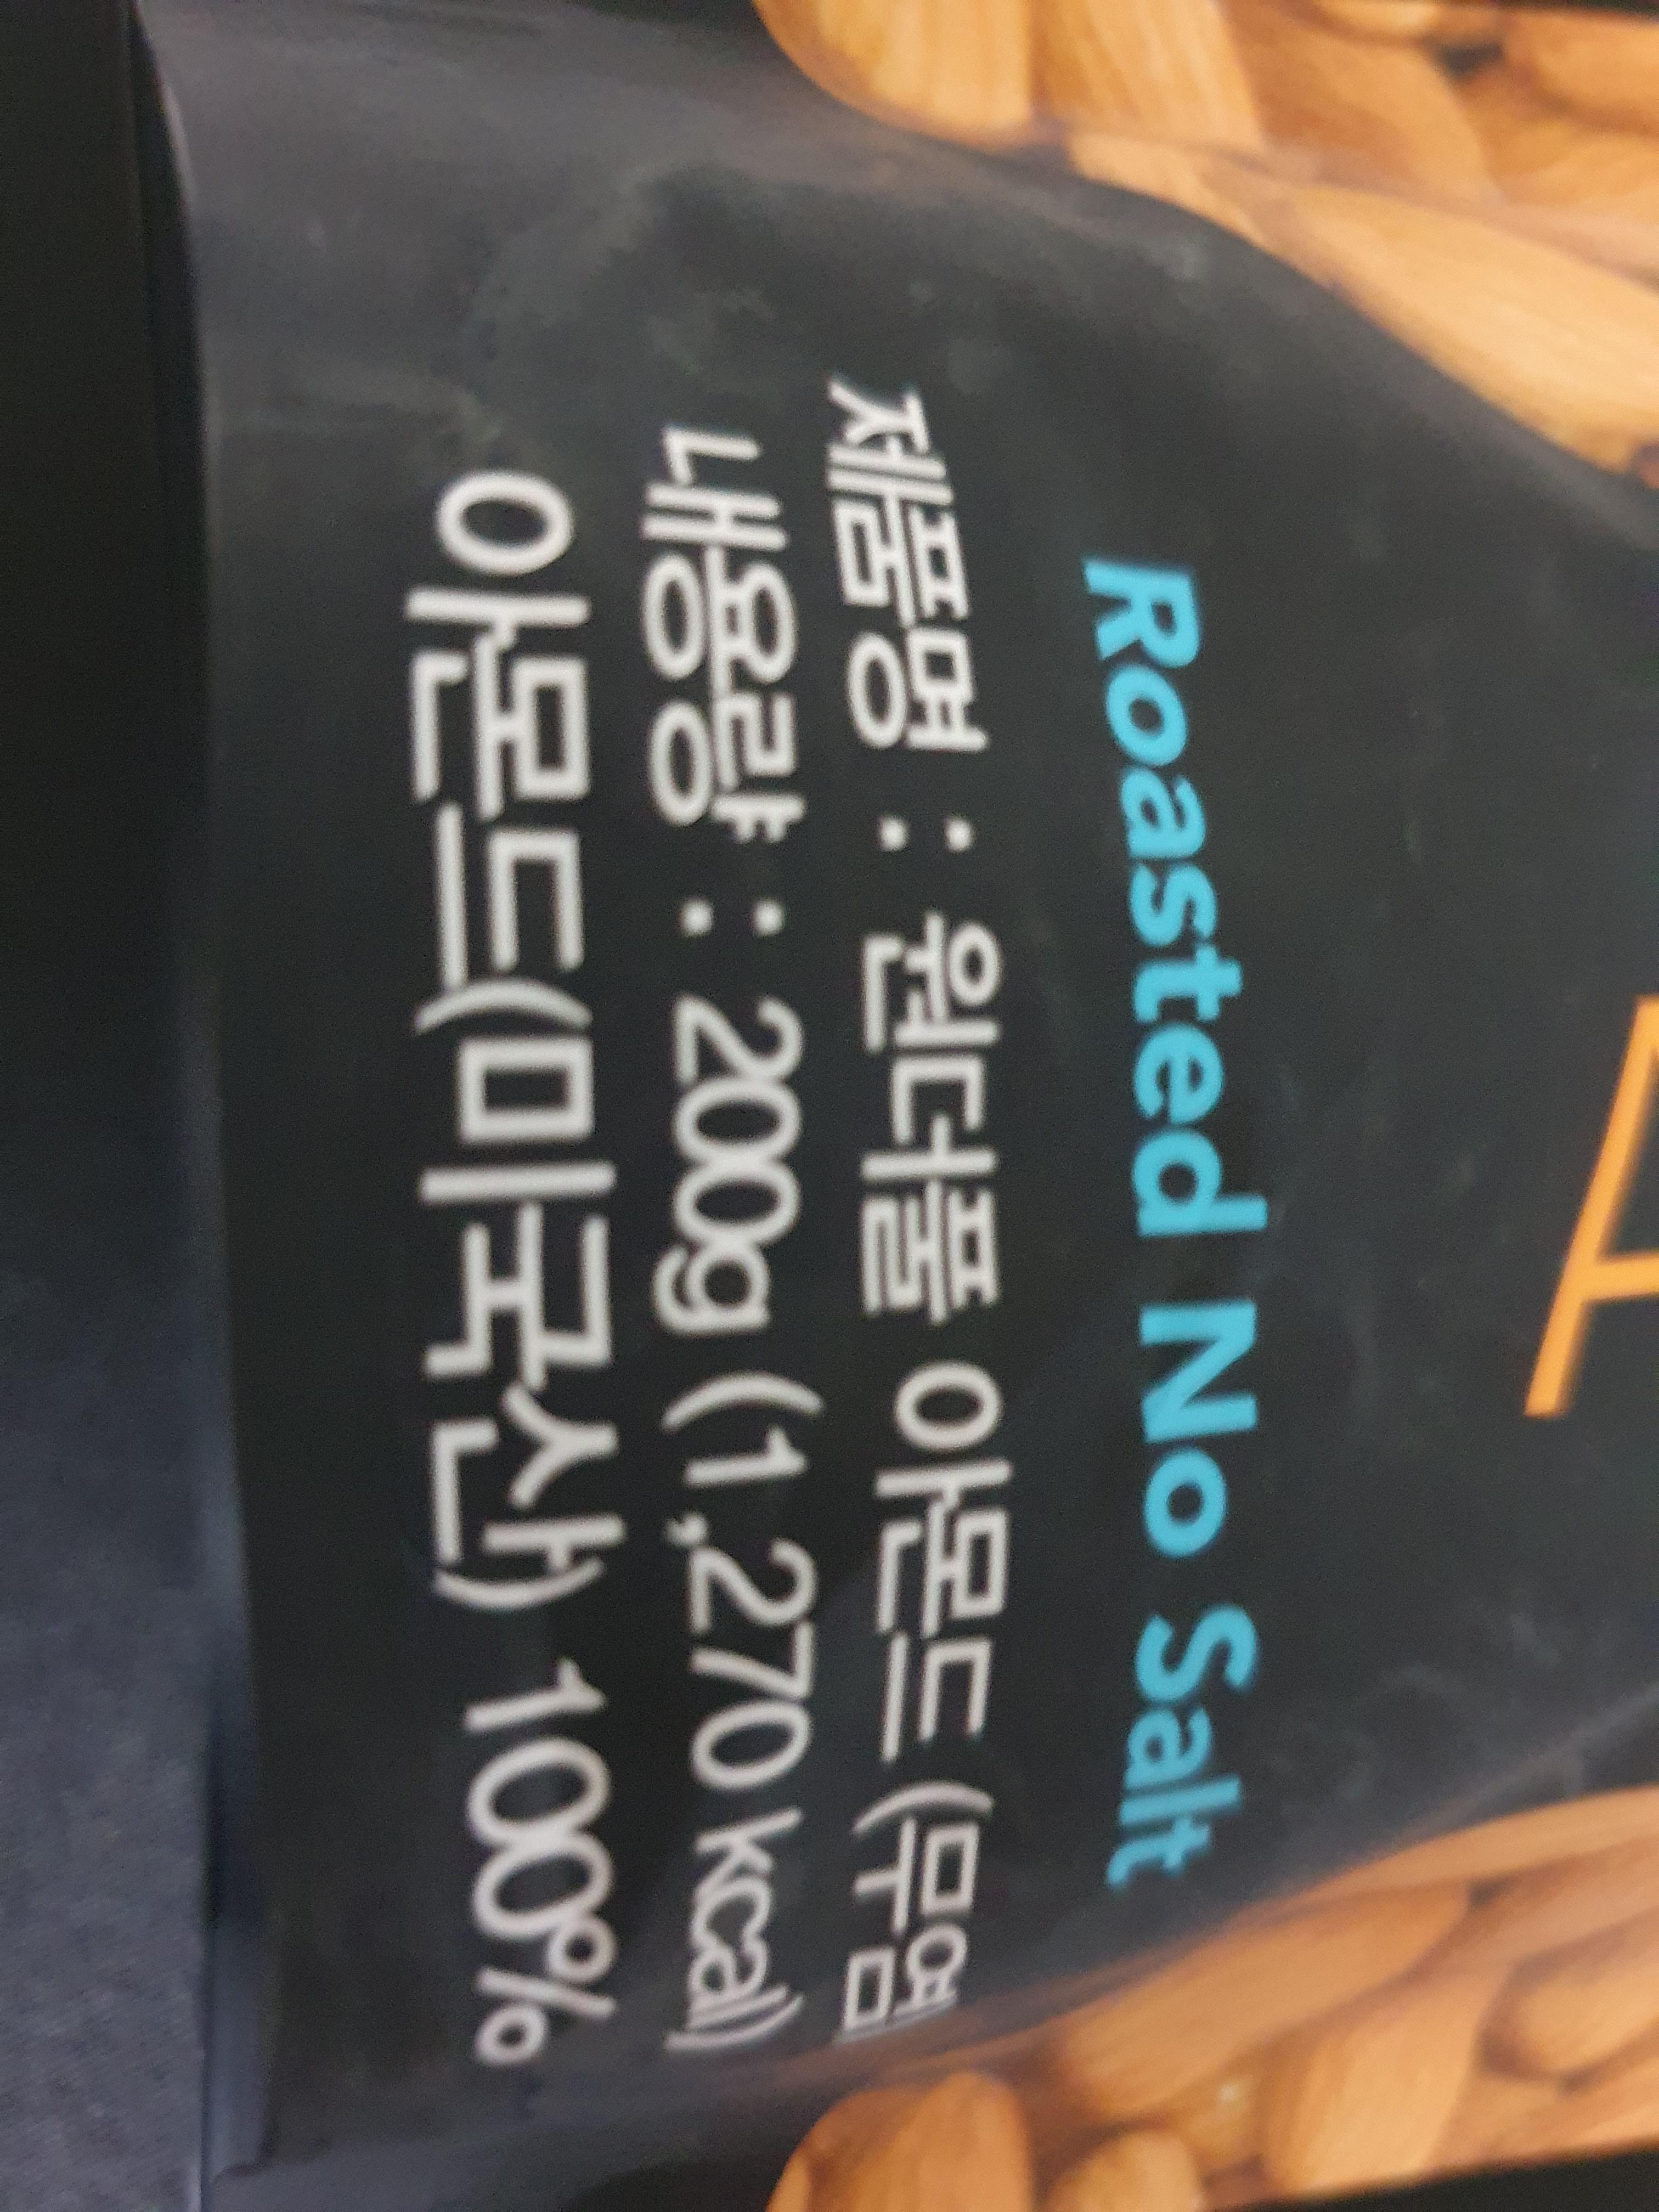 Roasted No Salt
제품명 : 원더풀 아몬드 (무염
내용량 : 200g (1,270 kcal)
아몬드(미국산) 100%